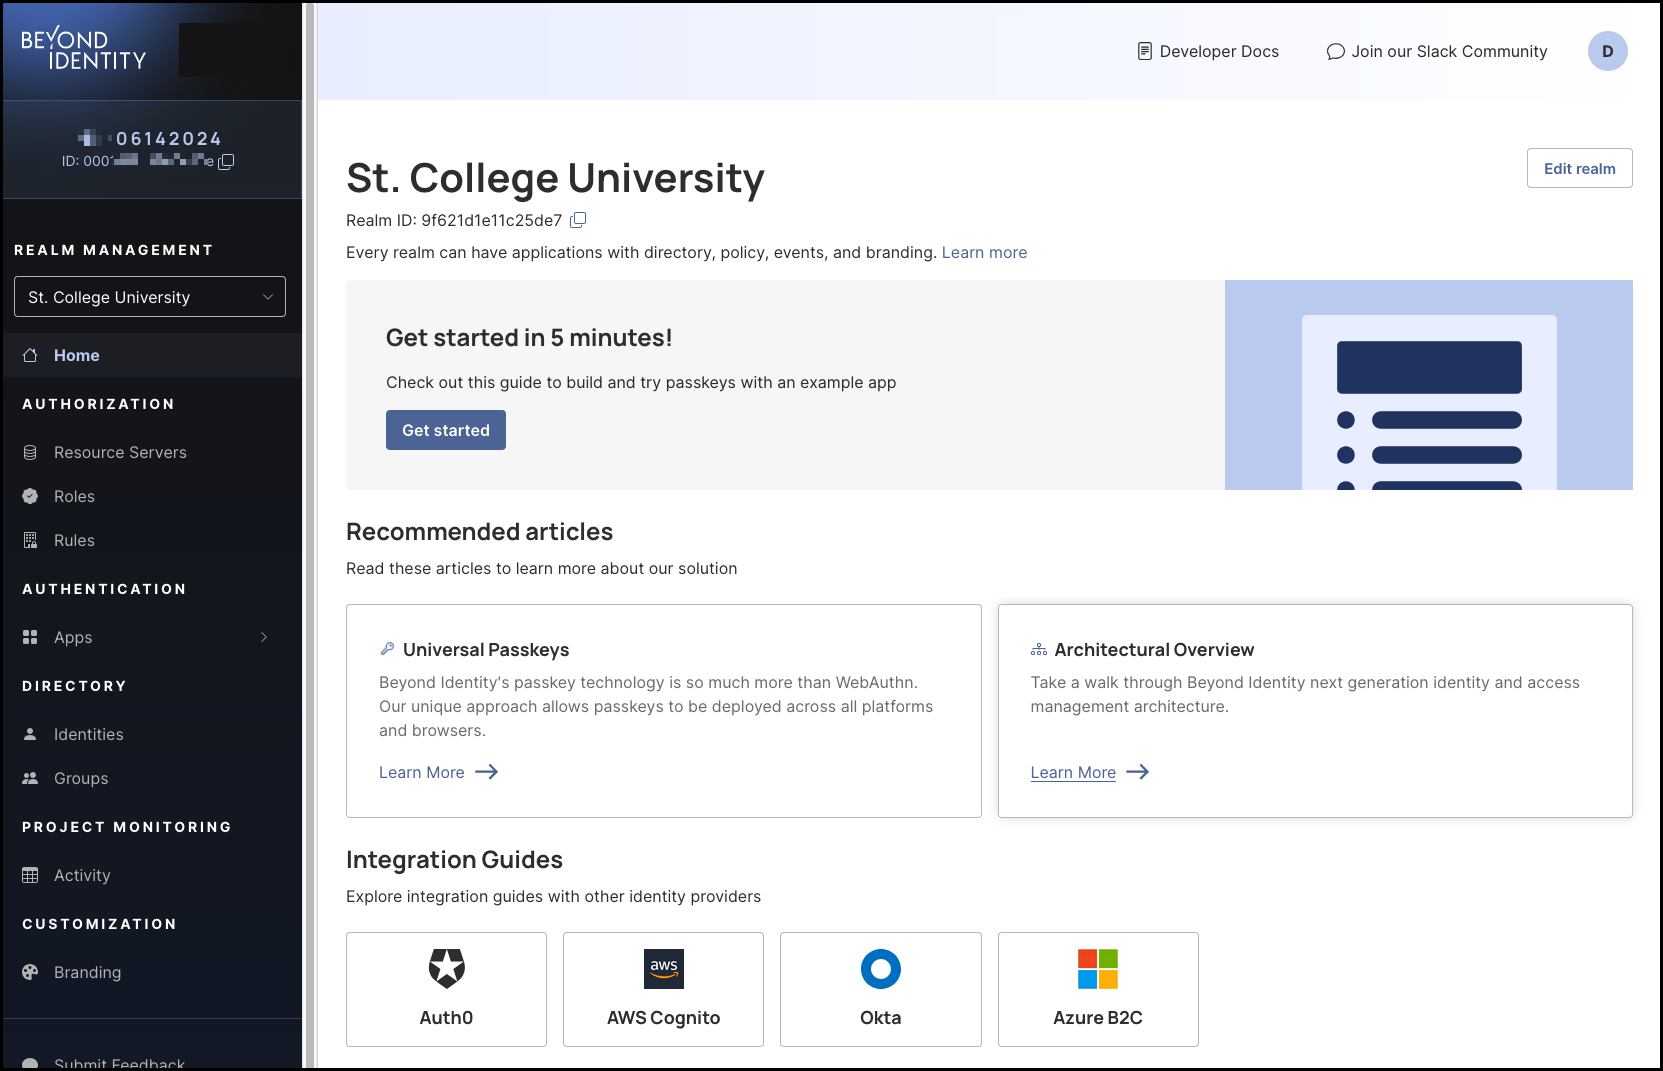 BEYOND
IDENTITY
06142024
ID: 000
REALM MANAGEMENT
St. College University
Home
AUTHORIZATION
Resource Servers
Roles
Rules
AUTHENTICATION
Apps
DIRECTORY
Identities
Groups
PROJECT MONITORING
Activity
CUSTOMIZATION
Branding
Submit Feedback
Developer Docs
Join our Slack Community
D
St. College University
Edit realm
Realm ID: 9f621d1e11c25de7
Every realm can have applications with directory, policy, events, and branding. Learn more
Get started in 5 minutes!
Check out this guide to build and try passkeys with an example app
Get started
Recommended articles
Read these articles to learn more about our solution
Universal Passkeys
Beyond Identity's passkey technology is so much more than WebAuthn.
Our unique approach allows passkeys to be deployed across all platforms
and browsers.
Learn More
Architectural Overview
Take a walk through Beyond Identity next generation identity and access
management architecture.
Learn More
Integration Guides
Explore integration guides with other identity providers
Auth0
aws
AWS Cognito
Okta
Azure B2C